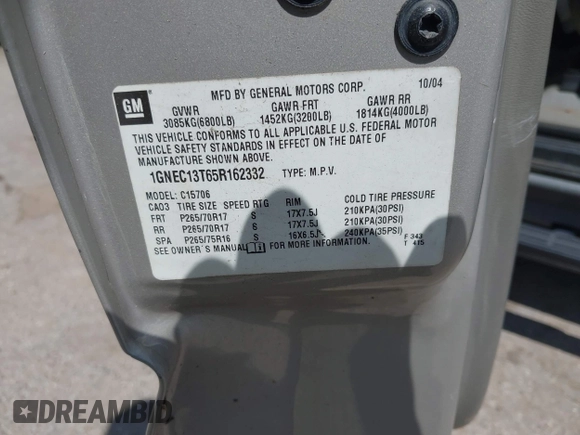 MFD BY GENERAL MOTORS CORP. 10/04
GM
GVWR GAWR FRT GAWR RR
3085KG(6800LB) 1452KG(3200LB) 1814KG(4000LB)
THIS VEHICLE CONFORMS TO ALL APPLICABLE U.S. FEDERAL MOTOR
VEHICLE SAFETY STANDARDS IN EFFECT ON THE DATE OF
MANUFACTURE SHOWN ABOVE.
1GNEC13T65R162332 TYPE: M.P.V.
MODEL: C15706
CAO3 TIRE SIZE SPEED RTG RIM COLD TIRE PRESSURE
FRT P265/70R17 S 17X7.5J 210KPA(30PSI)
RR P265/70R17 S 17X7.5J 210KPA(30PSI)
SPA P265/75R16 S 16X6.5J 240KPA(35PSI)
SEE OWNER'S MANUAL
F 343
T 415
DREAMBID